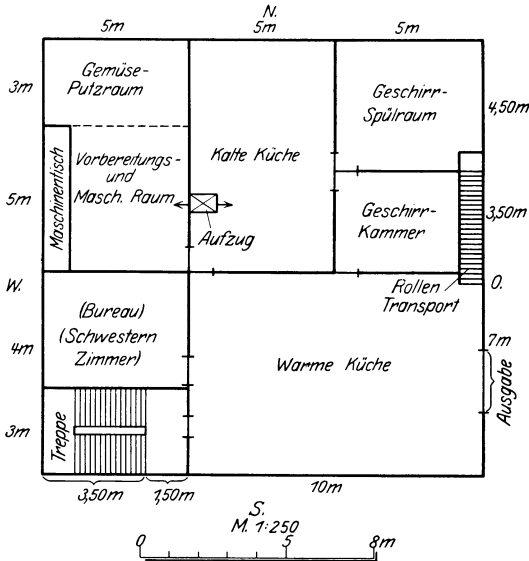 N.
5m 5m 5m
3m
Gemüse-
Putzraum
Geschirr-
Spülraum
4,50m
Maschinentisch
Vorbereitungs-
und
Masch. Raum
Kalte Küche
5m
Aufzug
Geschirr-
Kammer
3,50m
W.
Rollen
Transport
O.
(Bureau)
(Schwestern
Zimmer)
4m
Warme Küche
7m
Ausgabe
3m
Treppe
3,50m 1,50m
10m
S.
M. 1:250
0 5 8m